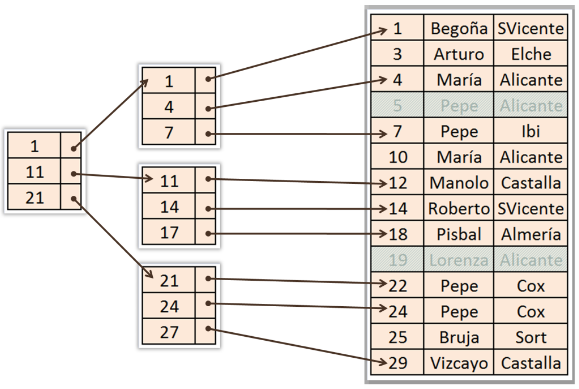 1
11
21
1
4
7
11
14
17
21
24
27
1 Begoña SVicente
3 Arturo Elche
4 María Alicante
5 Pepe Alicante
7 Pepe Ibi
10 María Alicante
12 Manolo Castalla
14 Roberto SVicente
18 Pisbal Almería
19 Lorenza Alicante
22 Pepe Cox
24 Pepe Cox
25 Bruja Sort
29 Vizcayo Castalla